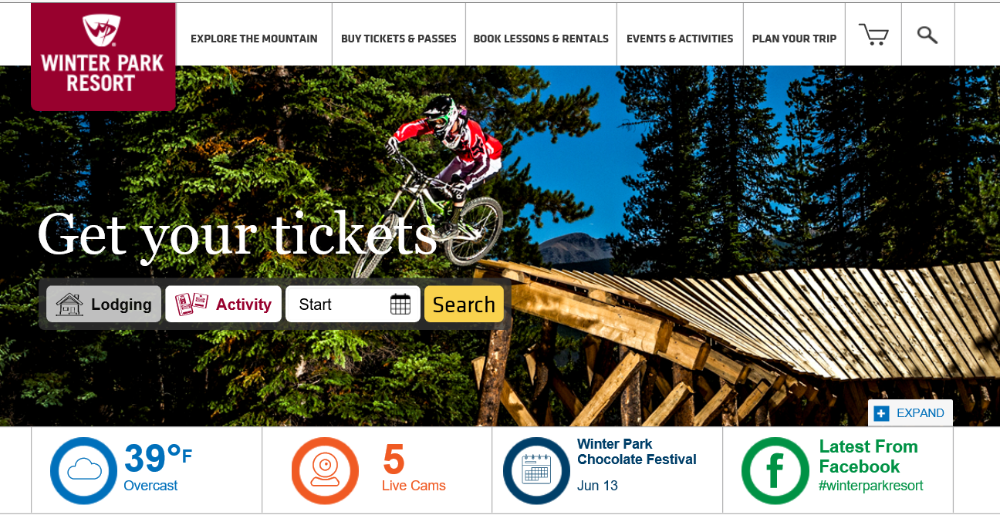 WINTER PARK
RESORT
EXPLORE THE MOUNTAIN
BUY TICKETS & PASSES
BOOK LESSONS & RENTALS
EVENTS & ACTIVITIES
PLAN YOUR TRIP
Get your tickets
Lodging
Activity
Start
Search
EXPAND
39°F
Overcast
5
Live Cams
Winter Park
Chocolate Festival
Jun 13
Latest From
Facebook
#winterparkresort